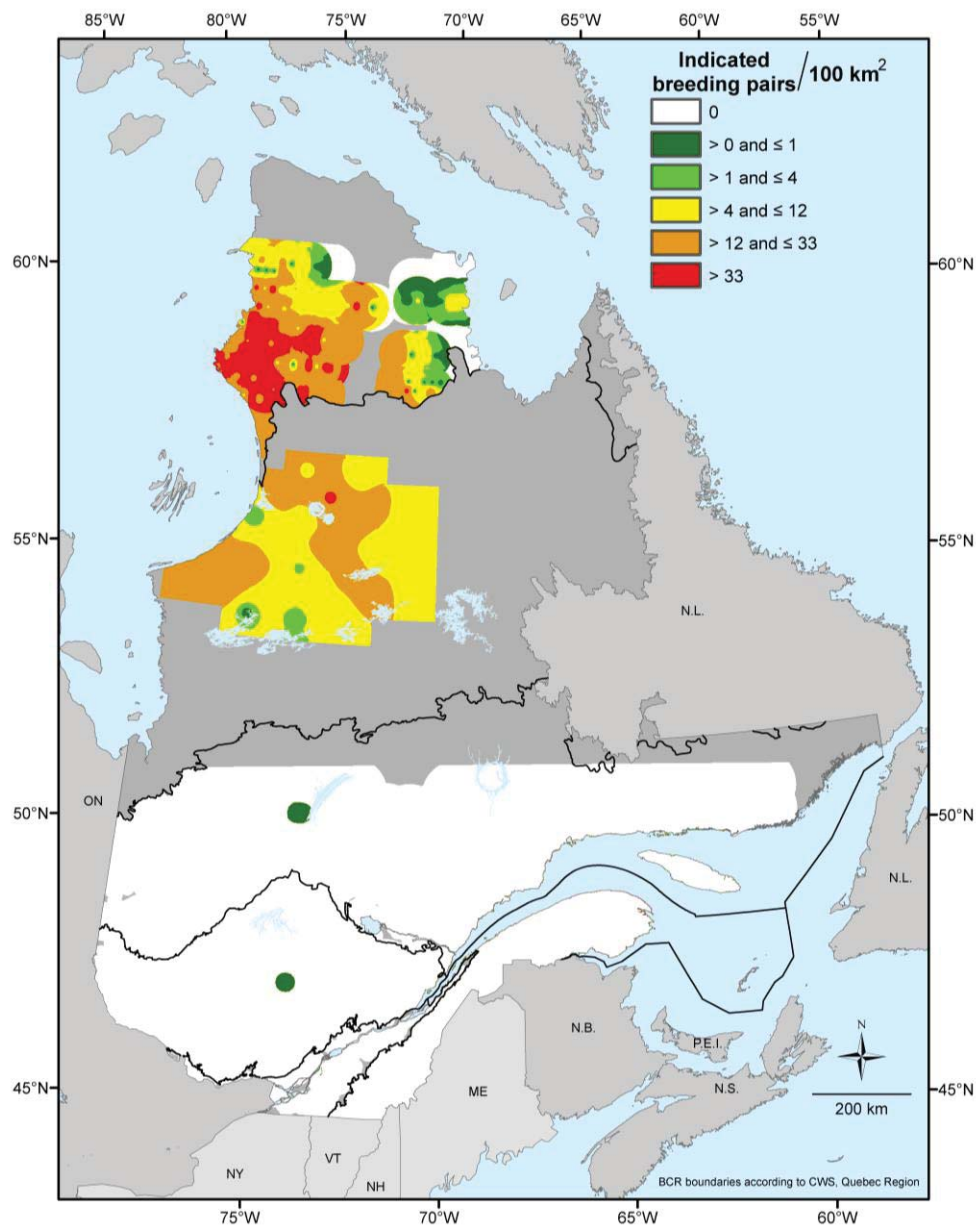 85°W 80°W 75°W 70°W 65°W 60°W 55°W
Indicated
breeding pairs / 100 km²
0
> 0 and ≤ 1
> 1 and ≤ 4
> 4 and ≤ 12
> 12 and ≤ 33
> 33
60°N 60°N
55°N 55°N
N.L.
ON
50°N 50°N
N.L.
N.B.
P.E.I.
N
N.S.
45°N 45°N
ME
200 km
VT
NY
NH
BCR boundaries according to CWS, Quebec Region
75°W 70°W 65°W 60°W